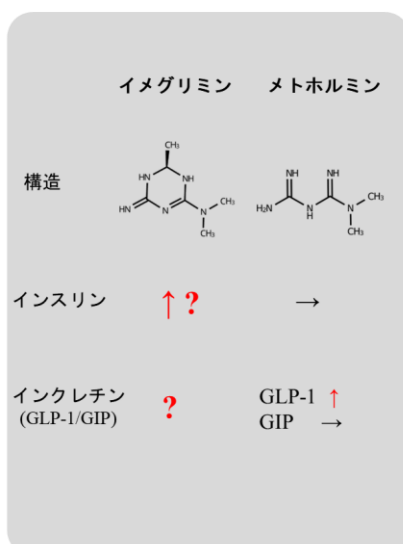 イメグリミン メトホルミン
構造
CH₃
HN NH
HN N N CH₃
CH₃
NH NH
H₂N N H N CH₃
CH₃
インスリン ↑? →
インクレチン
(GLP-1/GIP)
?
GLP-1 ↑
GIP →